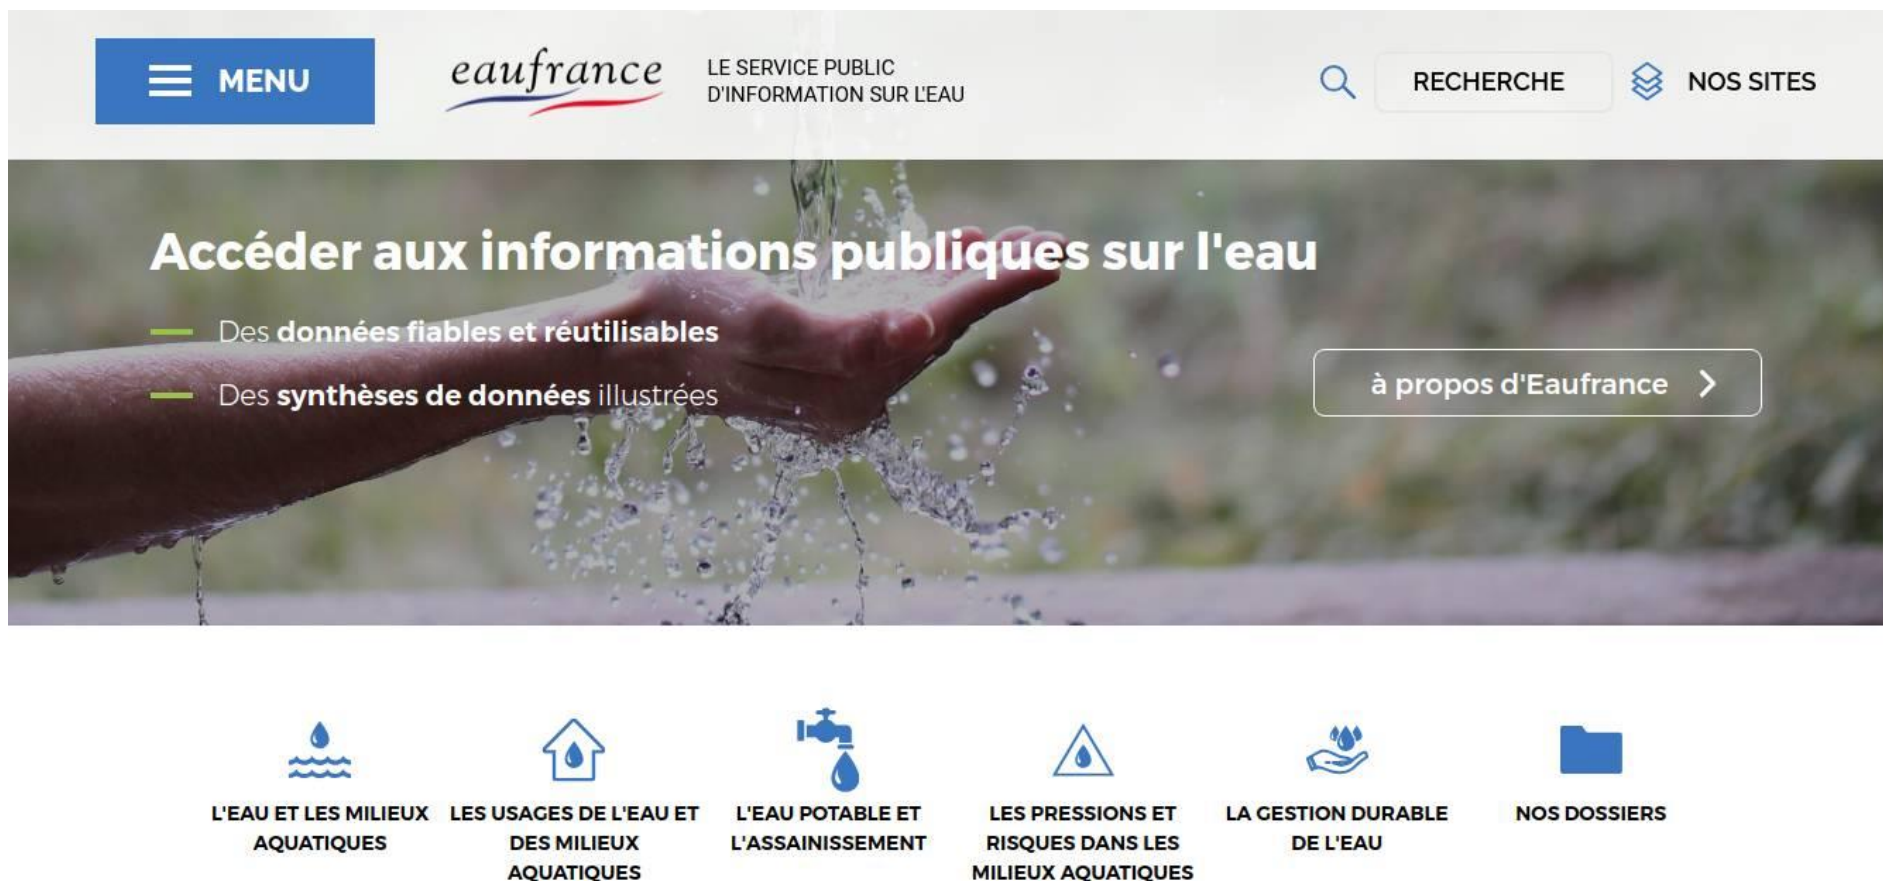 MENU
eaufrance
LE SERVICE PUBLIC
D'INFORMATION SUR L'EAU
RECHERCHE
NOS SITES
Accéder aux informations publiques sur l'eau
Des données fiables et réutilisables
Des synthèses de données illustrées
à propos d'Eaufrance
L'EAU ET LES MILIEUX
AQUATIQUES
LES USAGES DE L'EAU ET
DES MILIEUX
AQUATIQUES
L'EAU POTABLE ET
L'ASSAINISSEMENT
LES PRESSIONS ET
RISQUES DANS LES
MILIEUX AQUATIQUES
LA GESTION DURABLE
DE L'EAU
NOS DOSSIERS